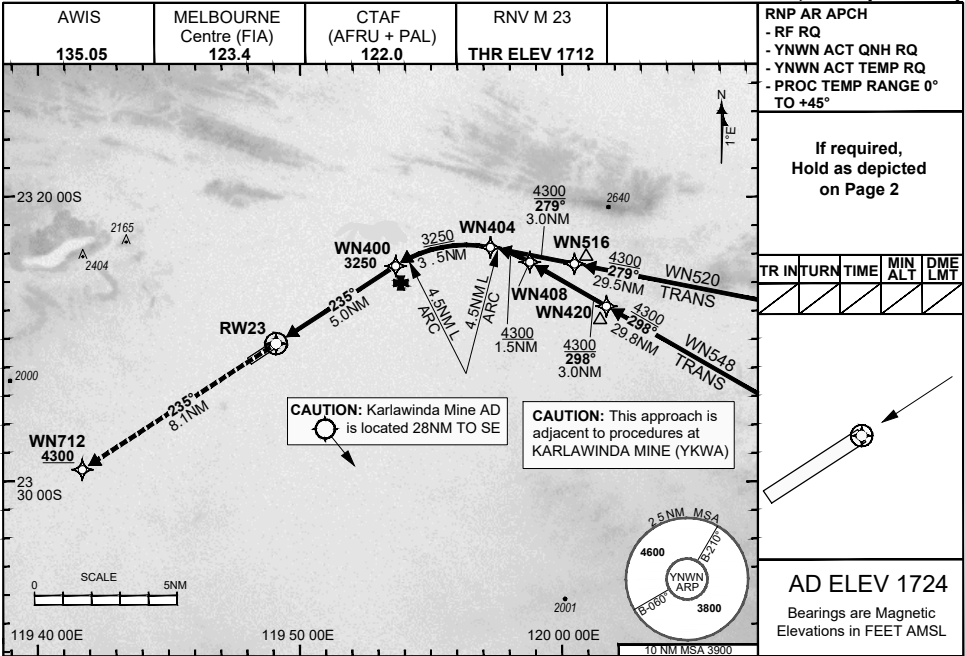 AWIS
135.05
MELBOURNE
Centre (FIA)
123.4
CTAF
(AFRU + PAL)
122.0
RNV M 23
THR ELEV 1712
RNP AR APCH
- RF RQ
- YNWN ACT QNH RQ
- YNWN ACT TEMP RQ
- PROC TEMP RANGE 0°
TO +45°
If required,
Hold as depicted
on Page 2
TR IN
TURN
TIME
MIN
ALT
DME
LMT
N
1°E
23 20 00S
2640
2165
2404
4300
279°
3.0NM
WN404
WN516
4300
279°
29.5NM
WN520
TRANS
3250
3.5NM
WN400
3250
4.5NM L
ARC
4.5NM L
ARC
WN408
WN420
4300
298°
29.8NM
WN548
TRANS
4300
1.5NM
4300
298°
3.0NM
235°
5.0NM
RW23
2000
235°
8.1NM
CAUTION: Karlawinda Mine AD
is located 28NM TO SE
CAUTION: This approach is
adjacent to procedures at
KARLAWINDA MINE (YKWA)
WN712
4300
23
30 00S
25NM MSA
4600
B-210°
YNWN
ARP
B-060°
3800
10 NM MSA 3900
SCALE
0
5NM
2001
119 40 00E
119 50 00E
120 00 00E
AD ELEV 1724
Bearings are Magnetic
Elevations in FEET AMSL